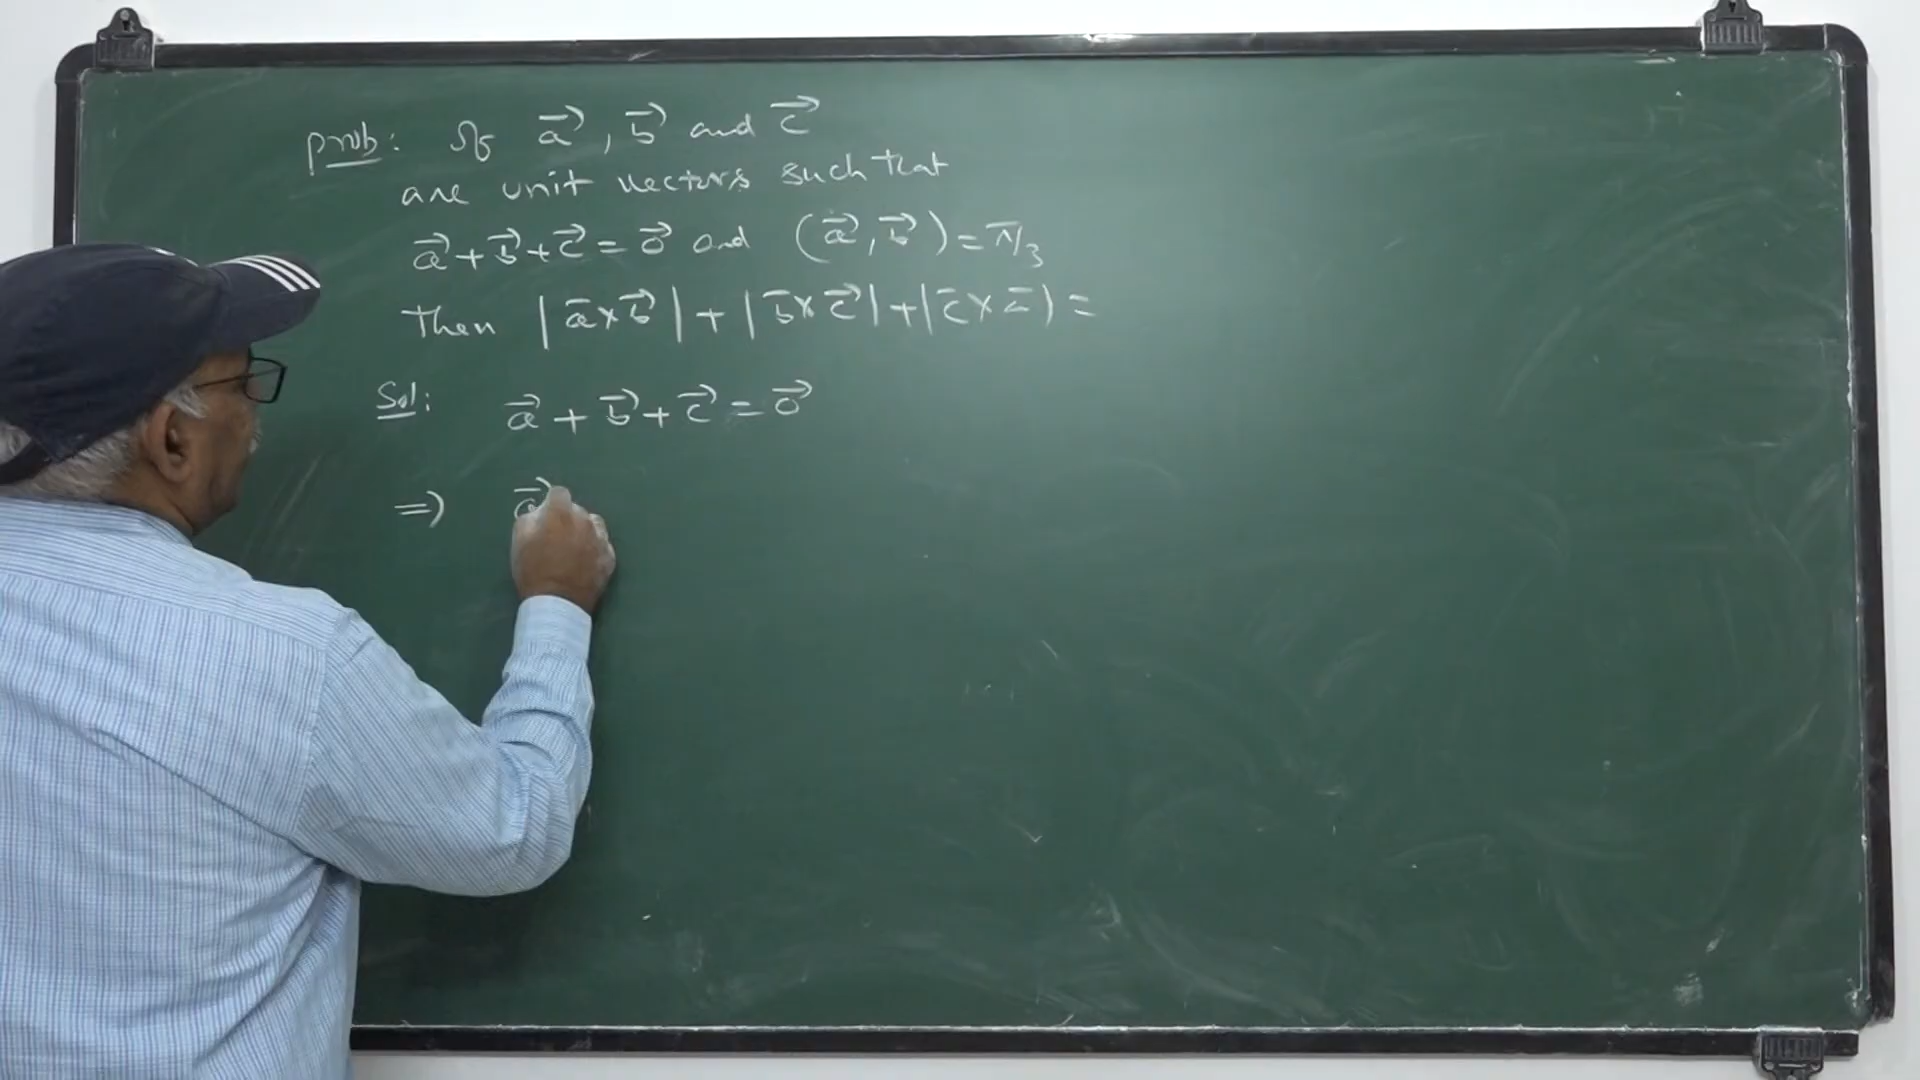 Prob: If a⃗, b⃗ and c⃗
are unit vectors such that
a⃗ + b⃗ + c⃗ = 0⃗ and (a⃗, b⃗) = π/3
Then |a̅ × b⃗| + |b̅ × c⃗| + |c̅ × a̅| =
Sol: a⃗ + b⃗ + c⃗ = 0⃗
⇒ a⃗